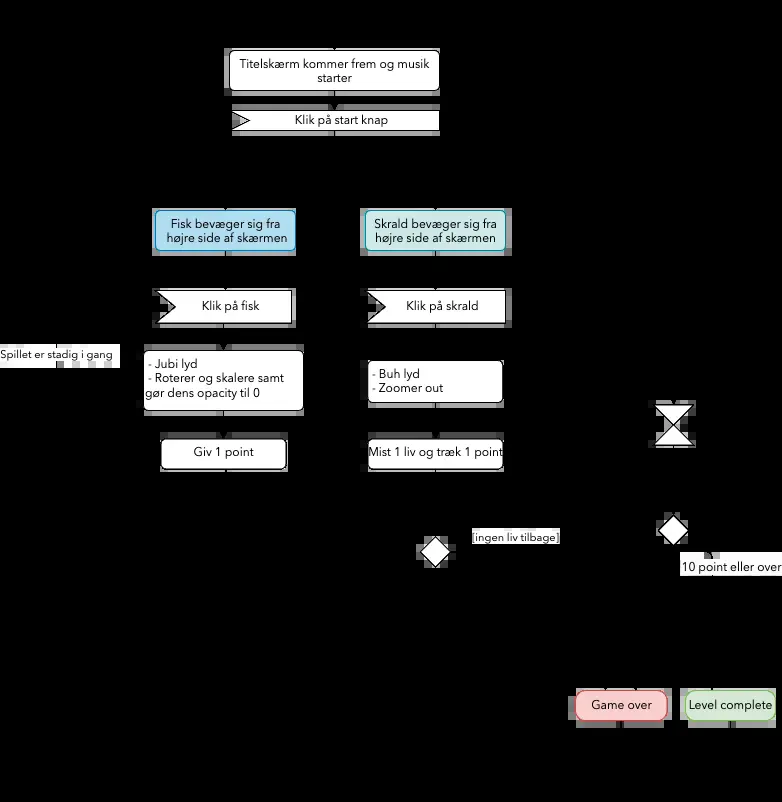 Titelskærm kommer frem og musik
starter
Klik på start knap
Fisk bevæger sig fra
højre side af skærmen
Skrald bevæger sig fra
højre side af skærmen
Klik på fisk
Klik på skrald
Spillet er stadig i gang
- Jubi lyd
- Roterer og skalere samt
gør dens opacity til 0
- Buh lyd
- Zoomer out
Giv 1 point
Mist 1 liv og træk 1 point
[ingen liv tilbage]
10 point eller over
Game over
Level complete